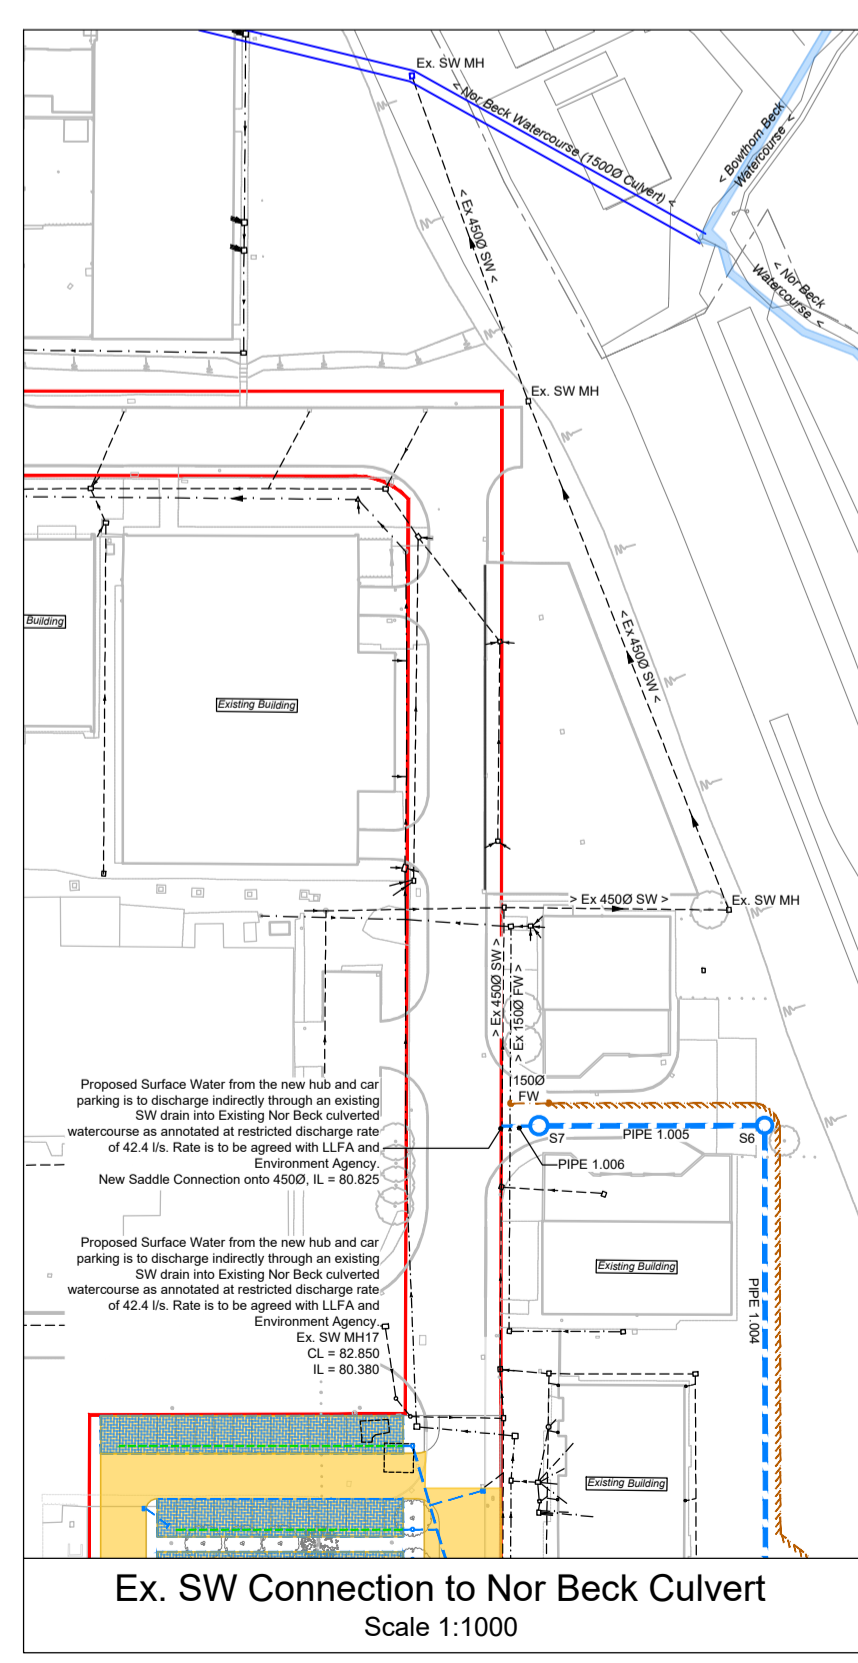 Ex. SW MH
< Nor Beck Watercourse (1500Ø Culvert) <
< Bowthorn Beck
Watercourse <
< Ex 450Ø SW <
< Nor Beck
Watercourse <
Ex. SW MH
Building
< Ex 450Ø SW <
Existing Building
> Ex 450Ø SW >
Ex. SW MH
> Ex 450Ø SW >
> Ex 150Ø FW >
150Ø
FW
Proposed Surface Water from the new hub and car
parking is to discharge indirectly through an existing
SW drain into Existing Nor Beck culverted
watercourse as annotated at restricted discharge rate
of 42.4 l/s. Rate is to be agreed with LLFA and
Environment Agency.
New Saddle Connection onto 450Ø, IL = 80.825
S7
PIPE 1.005
S6
PIPE 1.006
Proposed Surface Water from the new hub and car
parking is to discharge indirectly through an existing
SW drain into Existing Nor Beck culverted
watercourse as annotated at restricted discharge rate
of 42.4 l/s. Rate is to be agreed with LLFA and
Environment Agency.
Ex. SW MH17
CL = 82.850
IL = 80.380
Existing Building
PIPE 1.004
Existing Building
Ex. SW Connection to Nor Beck Culvert
Scale 1:1000